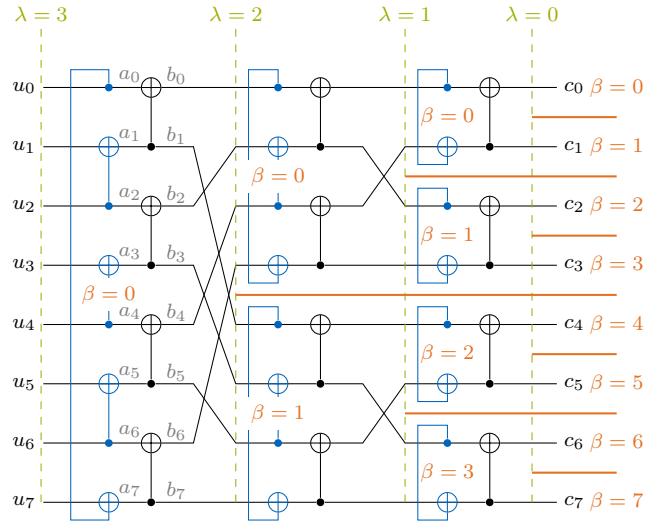 λ = 3 λ = 2 λ = 1 λ = 0
u₀ a₀ b₀ c₀ β = 0
β = 0
u₁ a₁ b₁ c₁ β = 1
β = 0
u₂ a₂ b₂ c₂ β = 2
β = 1
u₃ a₃ b₃ c₃ β = 3
β = 0
u₄ a₄ b₄ c₄ β = 4
β = 2
u₅ a₅ b₅ c₅ β = 5
β = 1
u₆ a₆ b₆ c₆ β = 6
β = 3
u₇ a₇ b₇ c₇ β = 7